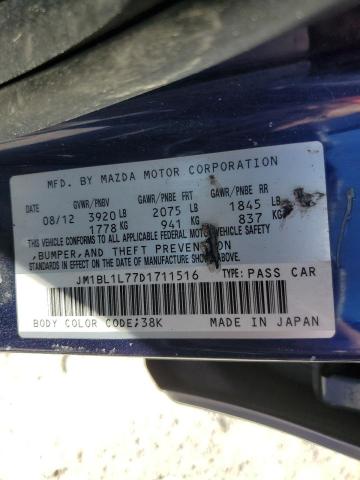 MFD. BY MAZDA MOTOR CORPORATION
GVWR/PNBV GAWR/PNBE FRT GAWR/PNBE RR
08/12 3920 LB 2075 LB 1845 LB
1778 KG 941 KG 837 KG
THIS VEHICLE CONFORMS TO ALL APPLICABLE FEDERAL MOTOR VEHICLE SAFETY
,BUMPER,AND THEFT PREVENTION
STANDARDS IN EFFECT ON THE DATE OF MANUFACTURE SHOWN ABOVE.
JM1BL1L77D1711516 TYPE: PASS CAR
BODY COLOR CODE;38K MADE IN JAPAN